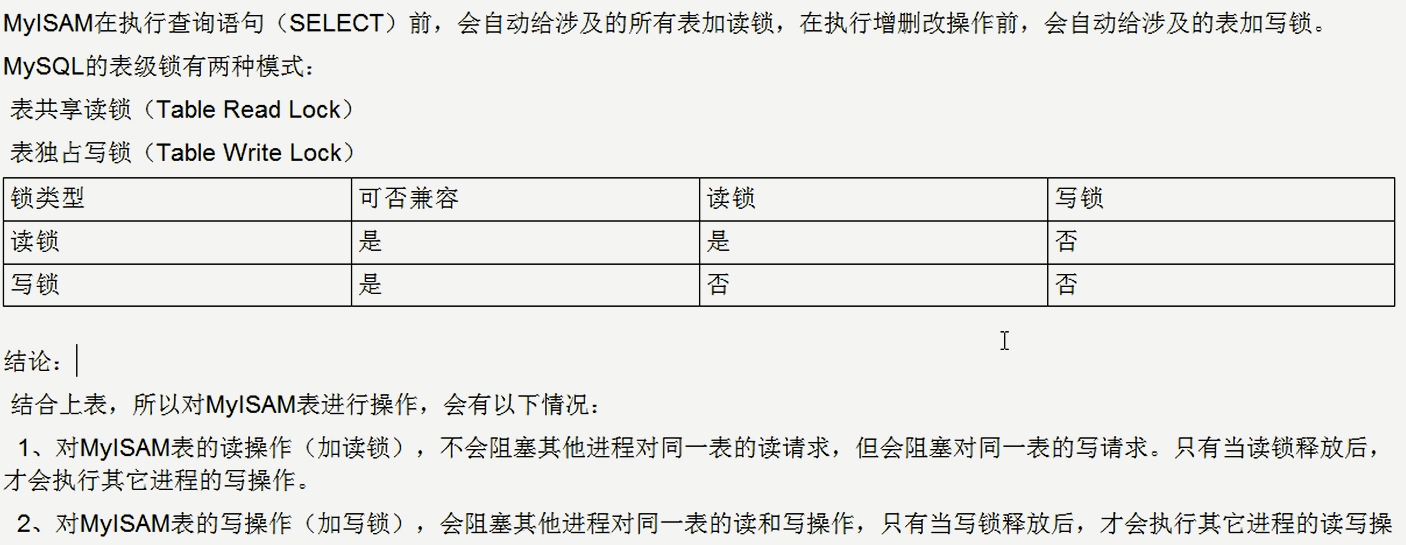 MyISAM在执行查询语句（SELECT）前，会自动给涉及的所有表加读锁，在执行增删改操作前，会自动给涉及的表加写锁。
MySQL的表级锁有两种模式：
表共享读锁（Table Read Lock）
表独占写锁（Table Write Lock）
锁类型 可否兼容 读锁 写锁
读锁 是 是 否
写锁 是 否 否
结论：
结合上表，所以对MyISAM表进行操作，会有以下情况：
1、对MyISAM表的读操作（加读锁），不会阻塞其他进程对同一表的读请求，但会阻塞对同一表的写请求。只有当读锁释放后，
才会执行其它进程的写操作。
2、对MyISAM表的写操作（加写锁），会阻塞其他进程对同一表的读和写操作，只有当写锁释放后，才会执行其它进程的读写操